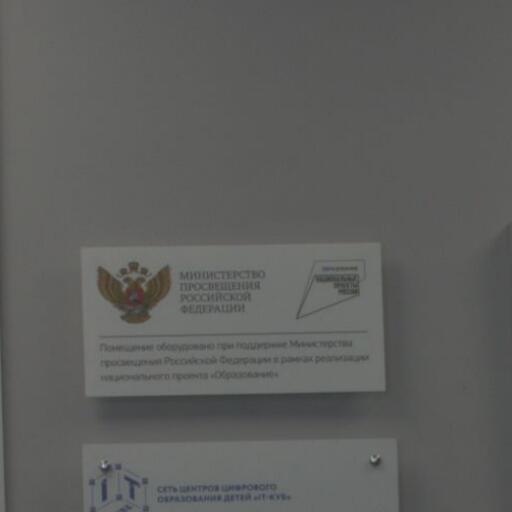 МИНИСТЕРСТВО
ПРОСВЕЩЕНИЯ
РОССИЙСКОЙ
ФЕДЕРАЦИИ
ОБРАЗОВАНИЕ
НАЦИОНАЛЬНЫЕ
ПРОЕКТЫ
РОССИИ
Помещение оборудовано при поддержке Министерства
просвещения Российской Федерации в рамках реализации
национального проекта «Образование»
IT
СЕТЬ ЦЕНТРОВ ЦИФРОВОГО
ОБРАЗОВАНИЯ ДЕТЕЙ «IT-КУБ»